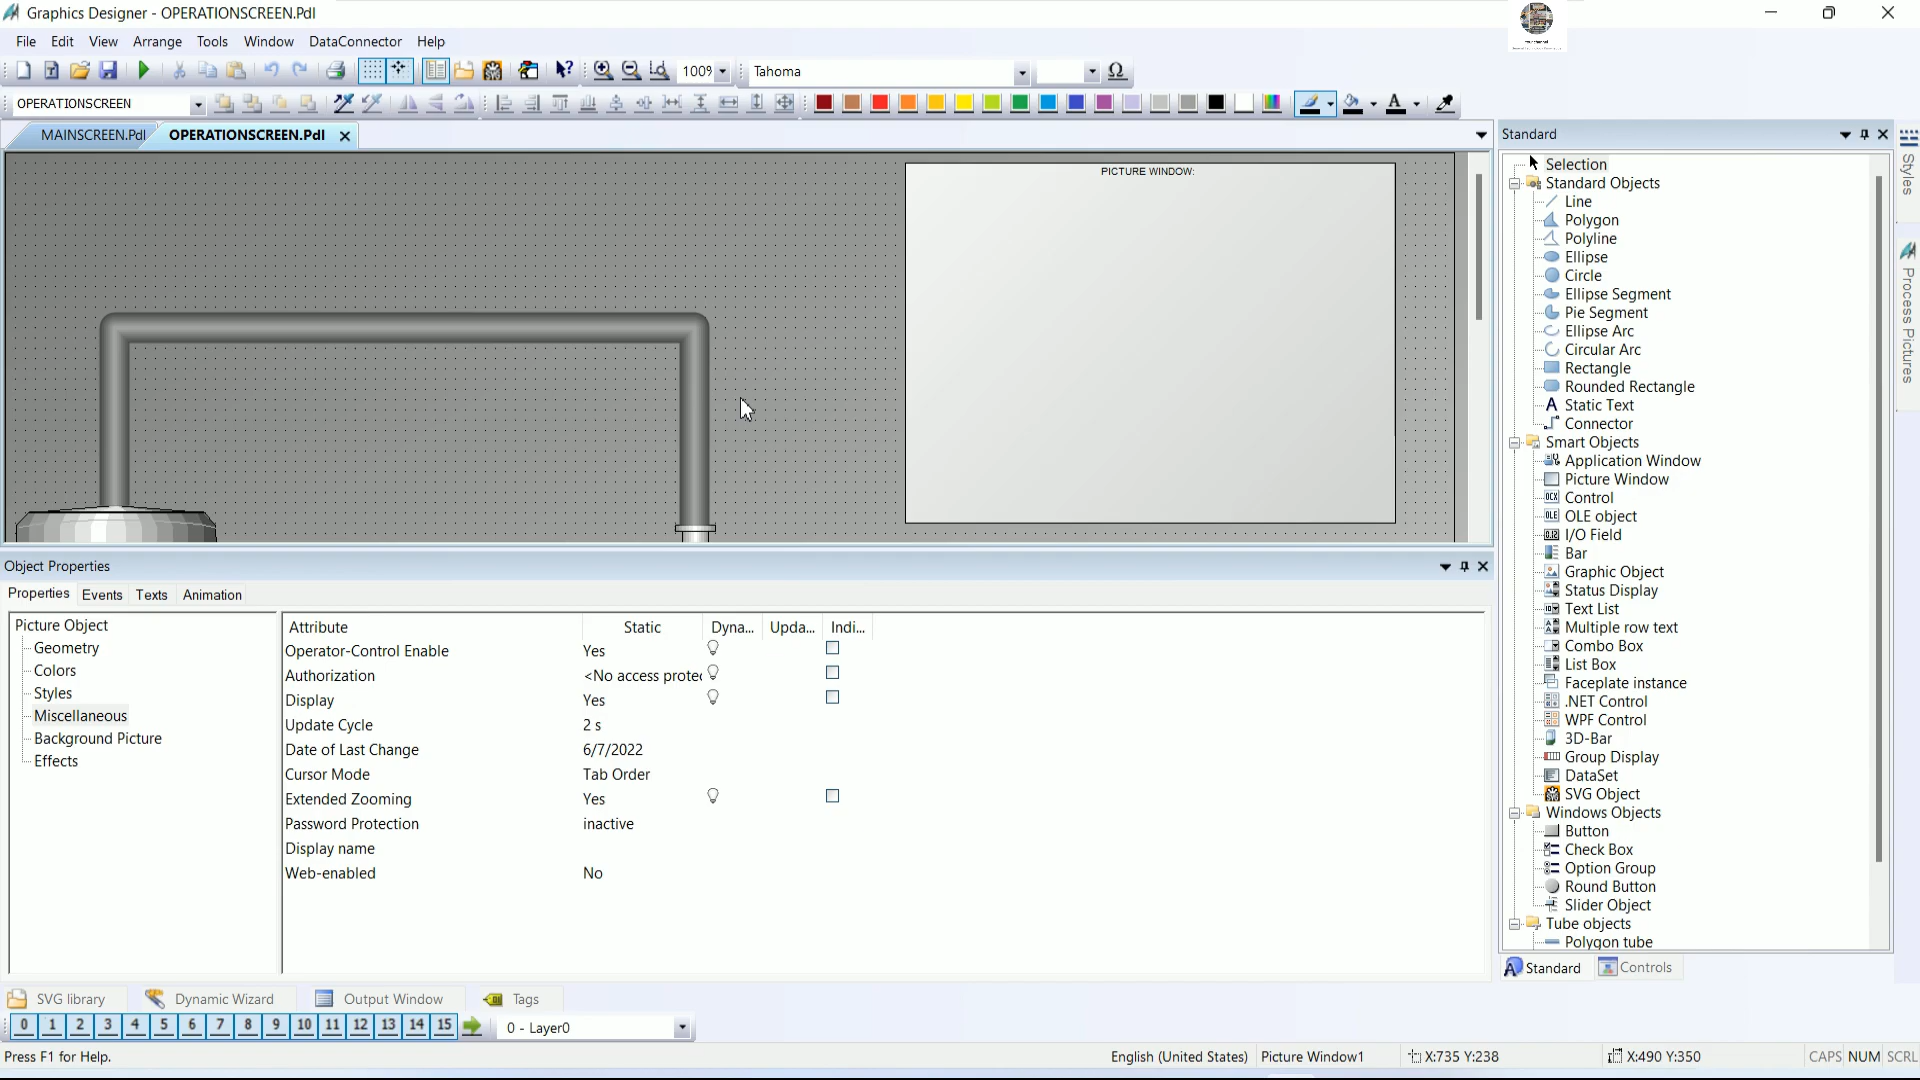 Graphics Designer - OPERATIONSCREEN.Pdl
File Edit View Arrange Tools Window DataConnector Help
100% Tahoma Ω
OPERATIONSCREEN
MAINSCREEN.Pdl OPERATIONSCREEN.Pdl
PICTURE WINDOW:
Object Properties
Properties Events Texts Animation
Picture Object
Geometry
Colors
Styles
Miscellaneous
Background Picture
Effects
Attribute Static Dyna... Upda... Indi...
Operator-Control Enable Yes
Authorization <No access protec
Display Yes
Update Cycle 2 s
Date of Last Change 6/7/2022
Cursor Mode Tab Order
Extended Zooming Yes
Password Protection inactive
Display name
Web-enabled No
Standard
Selection
Standard Objects
Line
Polygon
Polyline
Ellipse
Circle
Ellipse Segment
Pie Segment
Ellipse Arc
Circular Arc
Rectangle
Rounded Rectangle
Static Text
Connector
Smart Objects
Application Window
Picture Window
Control
OLE object
I/O Field
Bar
Graphic Object
Status Display
Text List
Multiple row text
Combo Box
List Box
Faceplate instance
.NET Control
WPF Control
3D-Bar
Group Display
DataSet
SVG Object
Windows Objects
Button
Check Box
Option Group
Round Button
Slider Object
Tube objects
Polygon tube
Standard Controls
Styles
Process Pictures
SVG library Dynamic Wizard Output Window Tags
0 1 2 3 4 5 6 7 8 9 10 11 12 13 14 15 0 - Layer0
Press F1 for Help. English (United States) Picture Window1 X:735 Y:238 X:490 Y:350 CAPS NUM SCRL